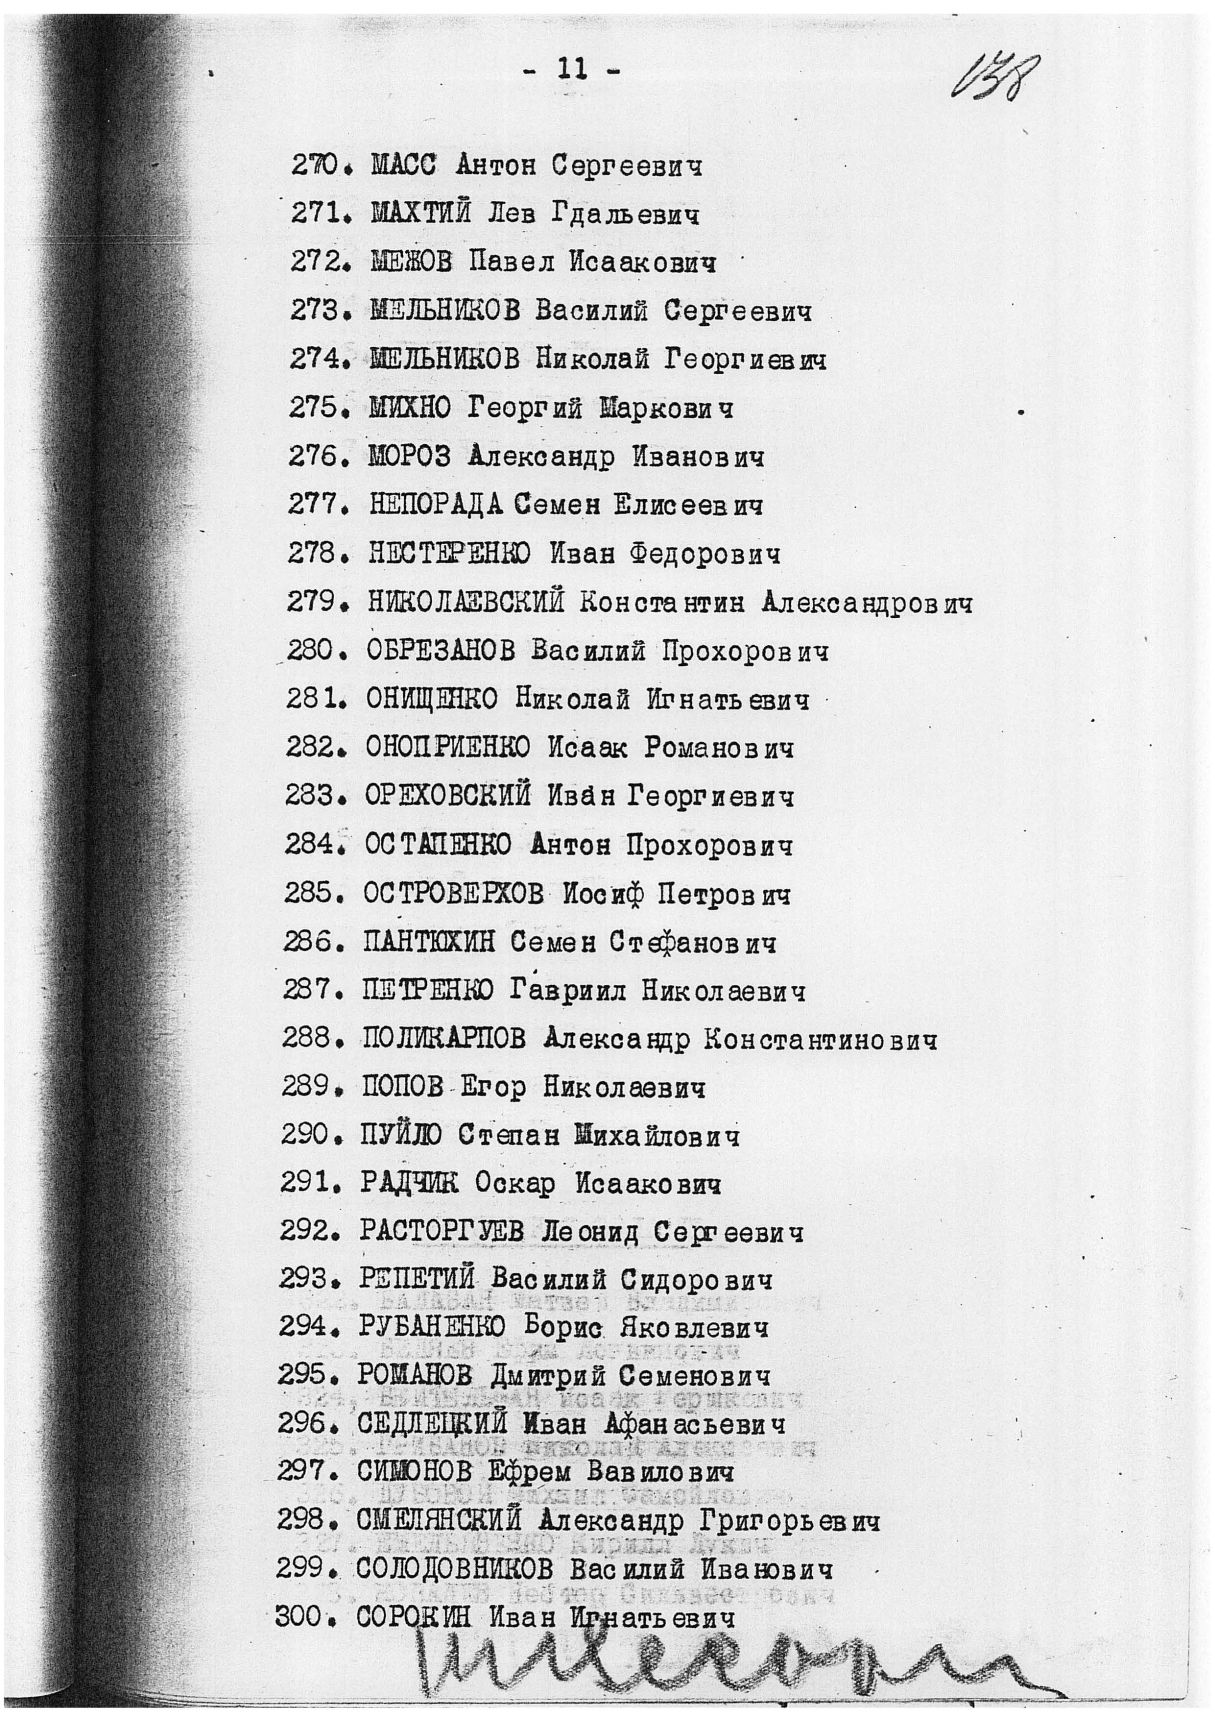 - 11 -
138
270. МАСС Антон Сергеевич
271. МАХТИЙ Лев Гдальевич
272. МЕЖОВ Павел Исаакович
273. МЕЛЬНИКОВ Василий Сергеевич
274. МЕЛЬНИКОВ Николай Георгиевич
275. МИХНО Георгий Маркович
276. МОРОЗ Александр Иванович
277. НЕПОРАДА Семен Елисеевич
278. НЕСТЕРЕНКО Иван Федорович
279. НИКОЛАЕВСКИЙ Константин Александрович
280. ОБРЕЗАНОВ Василий Прохорович
281. ОНИЩЕНКО Николай Игнатьевич
282. ОНОПРИЕНКО Исаак Романович
283. ОРЕХОВСКИЙ Иван Георгиевич
284. ОСТАПЕНКО Антон Прохорович
285. ОСТРОВЕРХОВ Иосиф Петрович
286. ПАНТЮХИН Семен Стефанович
287. ПЕТРЕНКО Гавриил Николаевич
288. ПОЛИКАРПОВ Александр Константинович
289. ПОПОВ Егор Николаевич
290. ПУЙЛО Степан Михайлович
291. РАДЧИК Оскар Исаакович
292. РАСТОРГУЕВ Леонид Сергеевич
293. РЕПЕТИЙ Василий Сидорович
294. РУБАНЕНКО Борис Яковлевич
295. РОМАНОВ Дмитрий Семенович
296. СЕДЛЕЦКИЙ Иван Афанасьевич
297. СИМОНОВ Ефрем Вавилович
298. СМЕЛЯНСКИЙ Александр Григорьевич
299. СОЛОДОВНИКОВ Василий Иванович
300. СОРОКИН Иван Игнатьевич